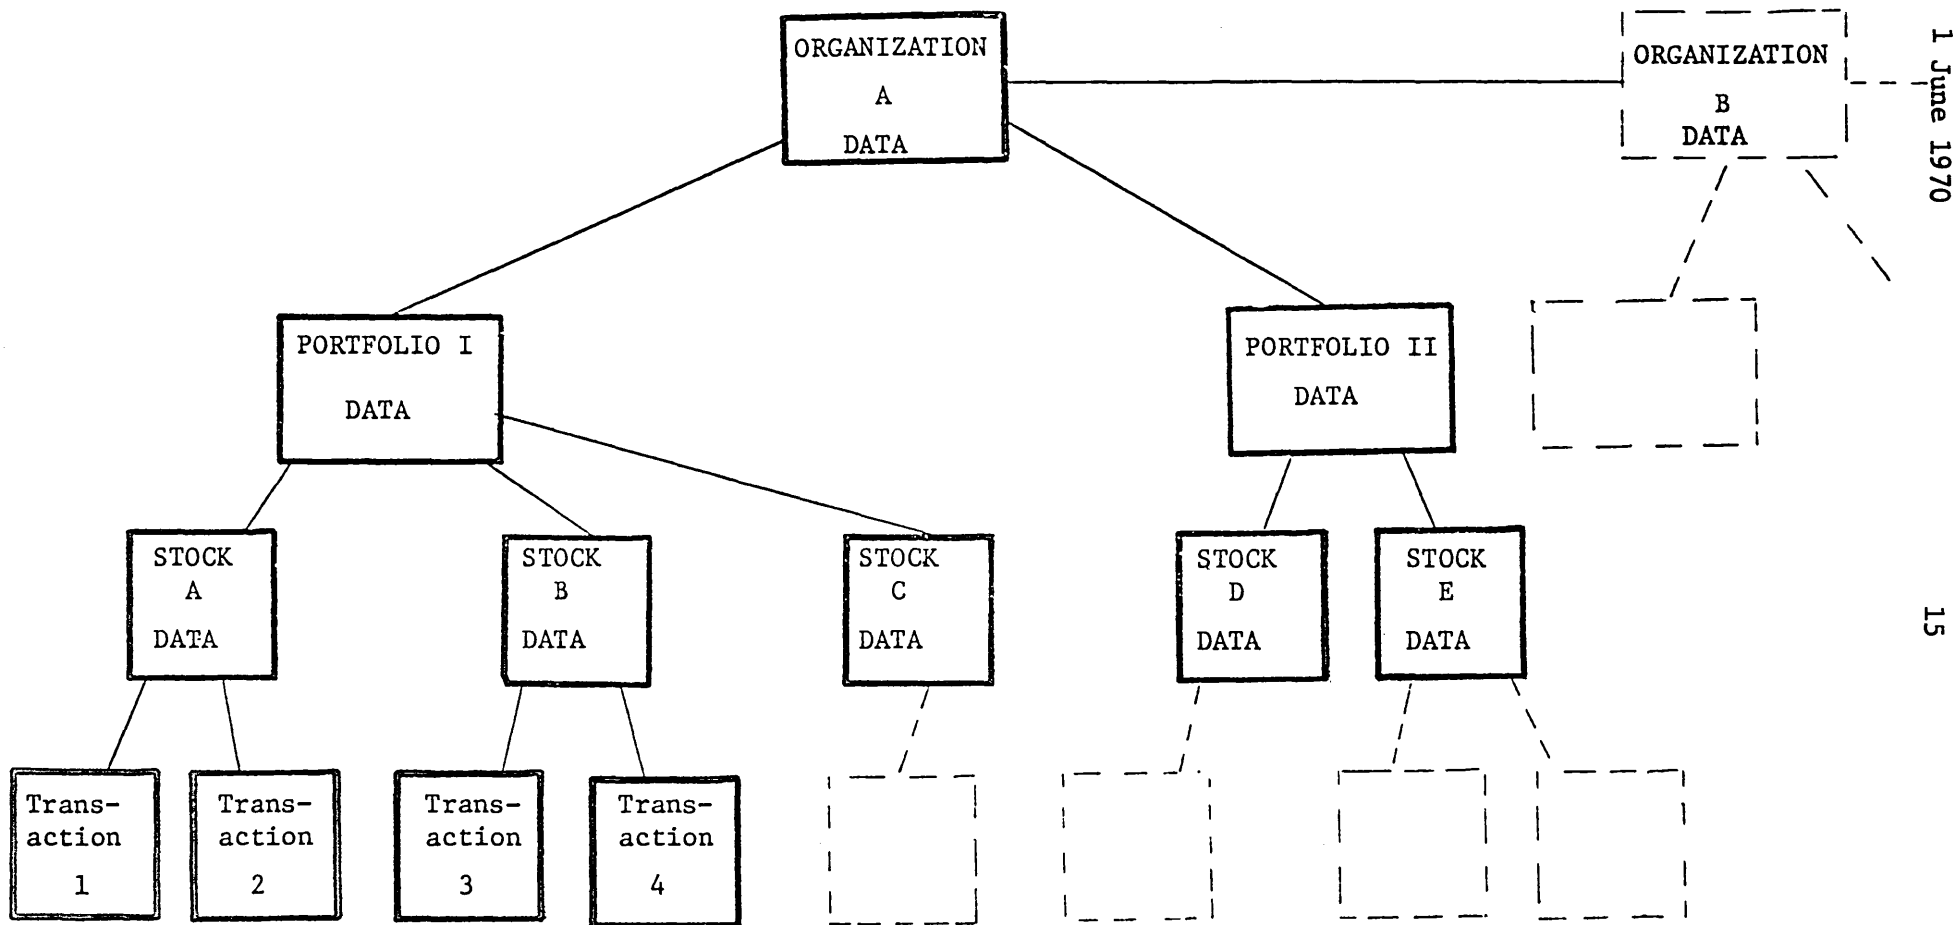 ORGANIZATION
A
DATA
ORGANIZATION
B
DATA
1 June 1970
PORTFOLIO I
DATA
PORTFOLIO II
DATA
STOCK
A
DATA
STOCK
B
DATA
STOCK
C
DATA
STOCK
D
DATA
STOCK
E
DATA
15
Trans-
action
1
Trans-
action
2
Trans-
action
3
Trans-
action
4